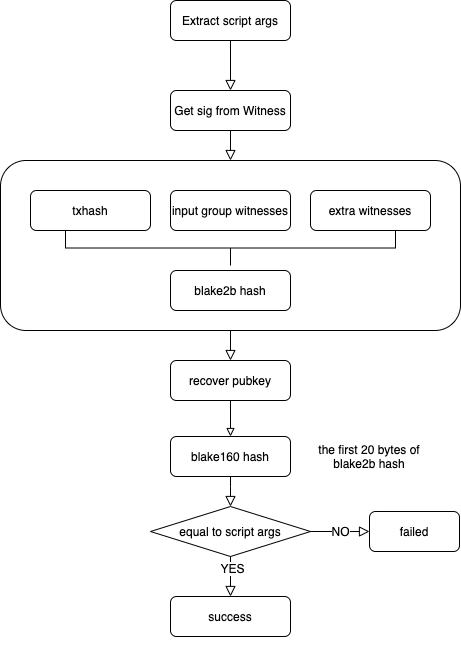 Extract script args
Get sig from Witness
txhash
input group witnesses
extra witnesses
blake2b hash
recover pubkey
blake160 hash
the first 20 bytes of
blake2b hash
equal to script args
NO
failed
YES
success